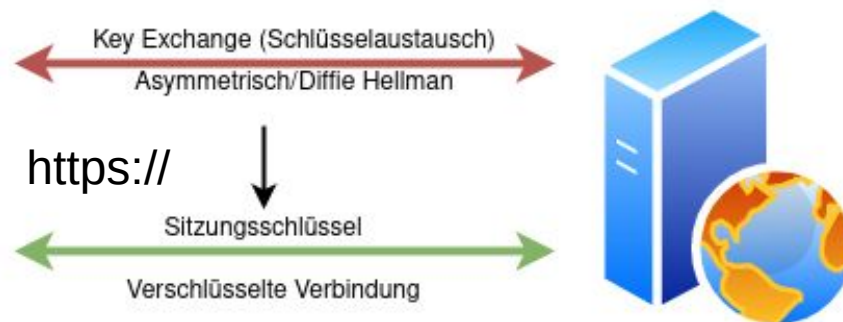 Key Exchange (Schlüsselaustausch)
Asymmetrisch/Diffie Hellman
https://
Sitzungsschlüssel
Verschlüsselte Verbindung